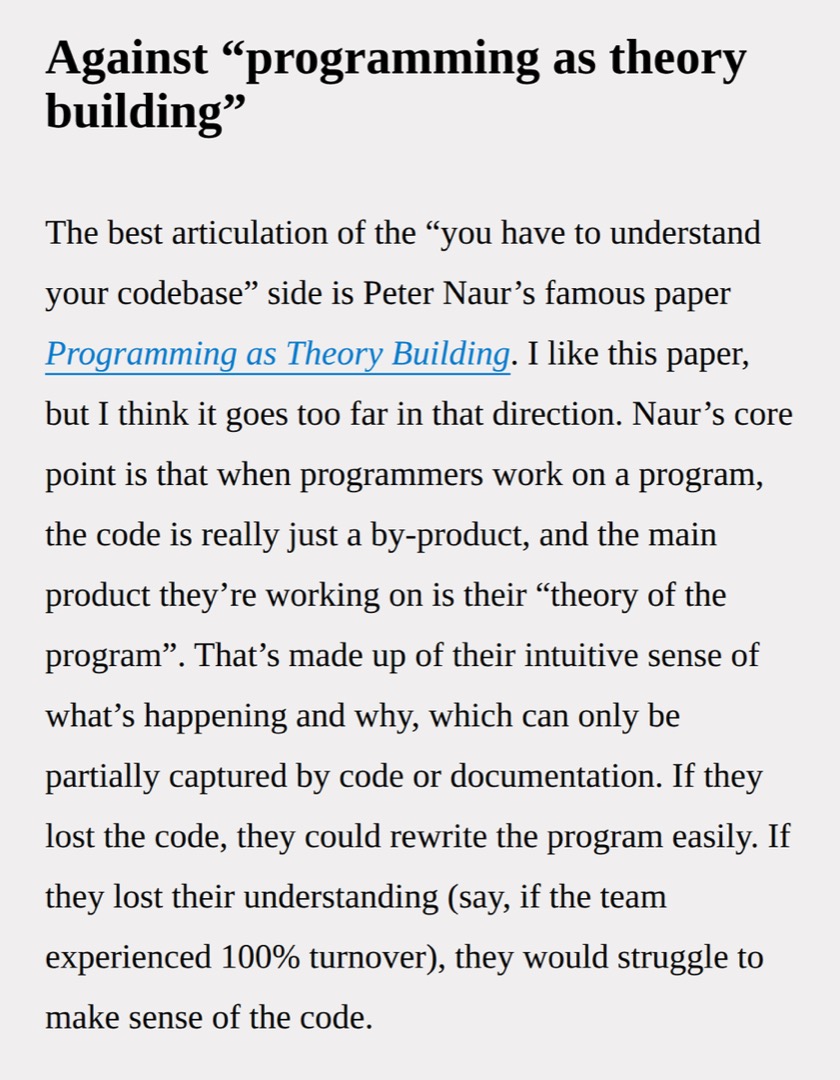 Against “programming as theory
building”
The best articulation of the “you have to understand
your codebase” side is Peter Naur’s famous paper
Programming as Theory Building. I like this paper,
but I think it goes too far in that direction. Naur’s core
point is that when programmers work on a program,
the code is really just a by-product, and the main
product they’re working on is their “theory of the
program”. That’s made up of their intuitive sense of
what’s happening and why, which can only be
partially captured by code or documentation. If they
lost the code, they could rewrite the program easily. If
they lost their understanding (say, if the team
experienced 100% turnover), they would struggle to
make sense of the code.